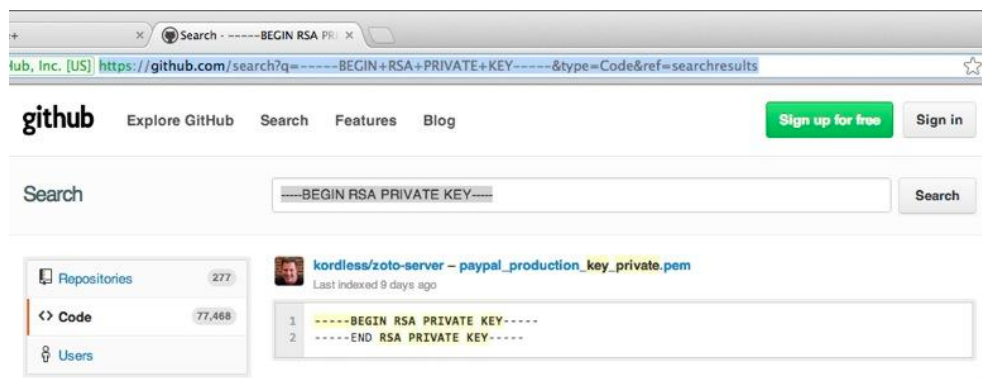 Search - -----BEGIN RSA PRI
Hub, Inc. [US] https://github.com/search?q=-----BEGIN+RSA+PRIVATE+KEY-----&type=Code&ref=searchresults
github Explore GitHub Search Features Blog Sign up for free Sign in
Search -----BEGIN RSA PRIVATE KEY----- Search
Repositories 277
Code 77,468
Users
kordless/zoto-server – paypal_production_key_private.pem
Last indexed 9 days ago
1 -----BEGIN RSA PRIVATE KEY-----
2 -----END RSA PRIVATE KEY-----